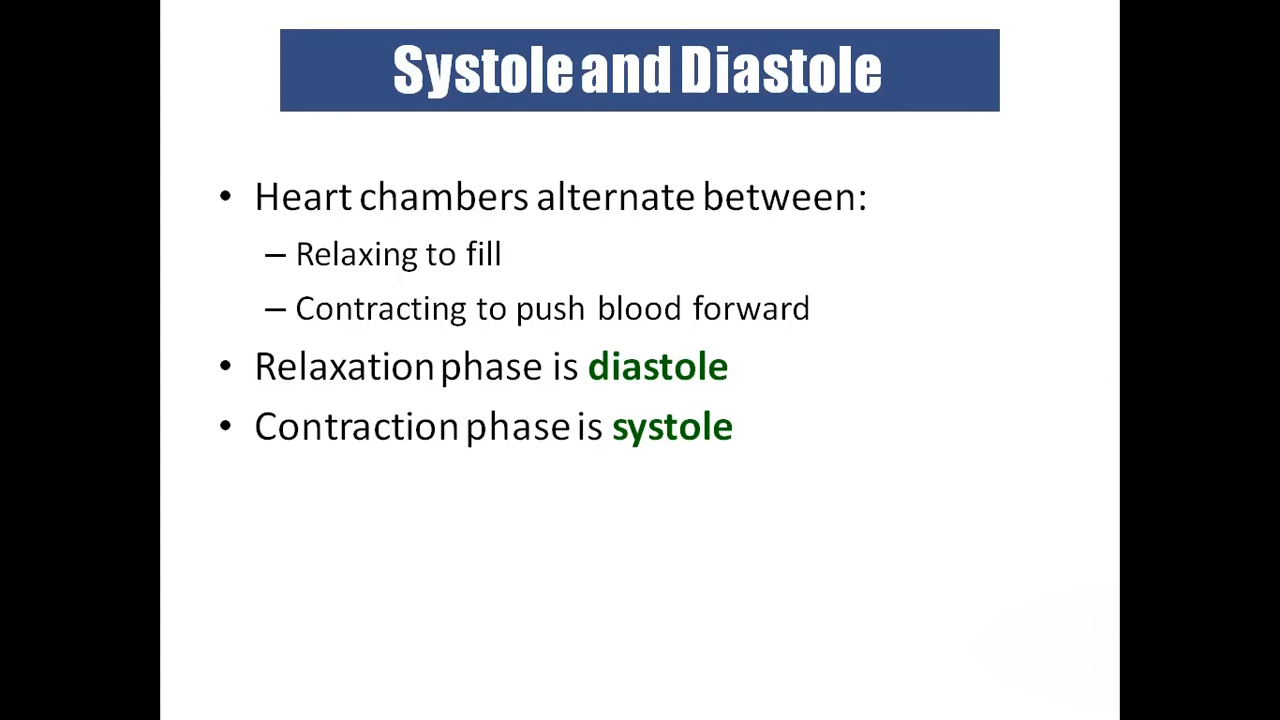 Systole and Diastole
• Heart chambers alternate between:
– Relaxing to fill
– Contracting to push blood forward
• Relaxation phase is diastole
• Contraction phase is systole